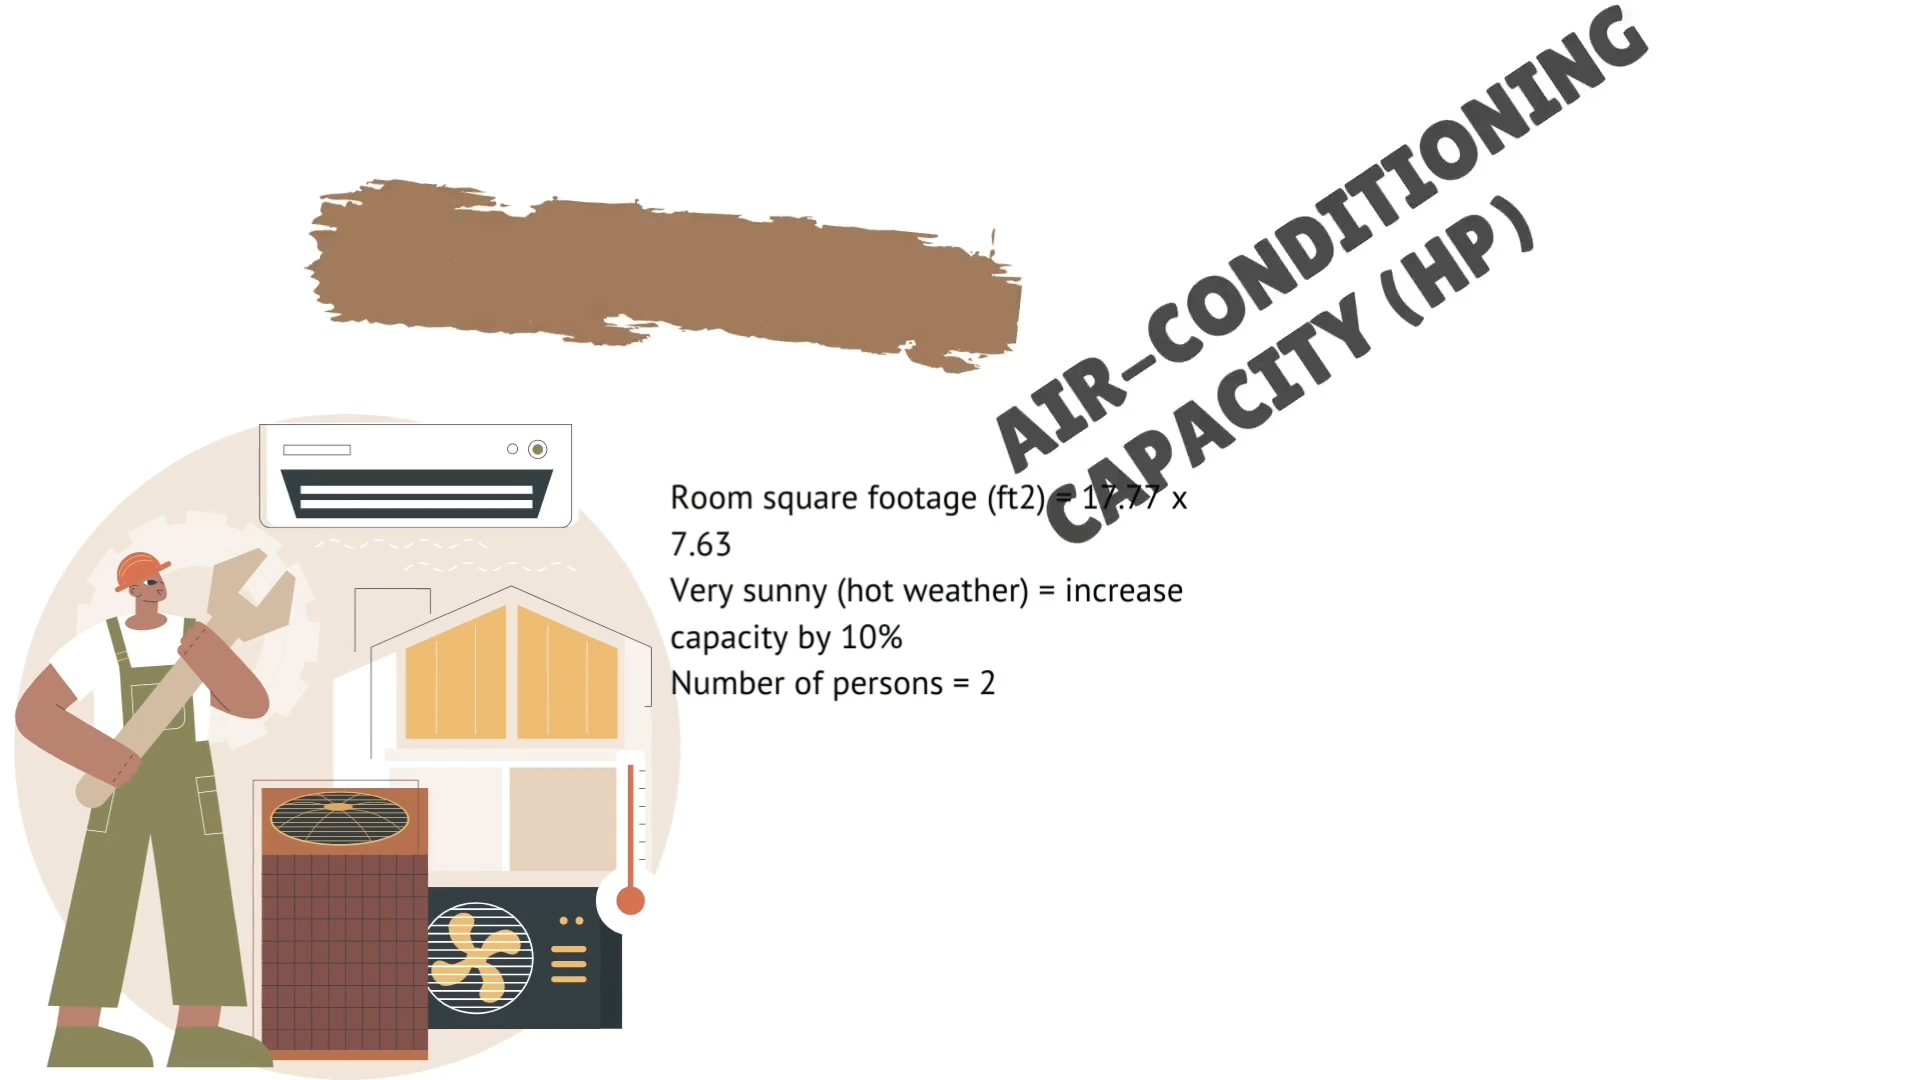 AIR-CONDITIONING
CAPACITY (HP)
Room square footage (ft2) = 17.77 x
7.63
Very sunny (hot weather) = increase
capacity by 10%
Number of persons = 2